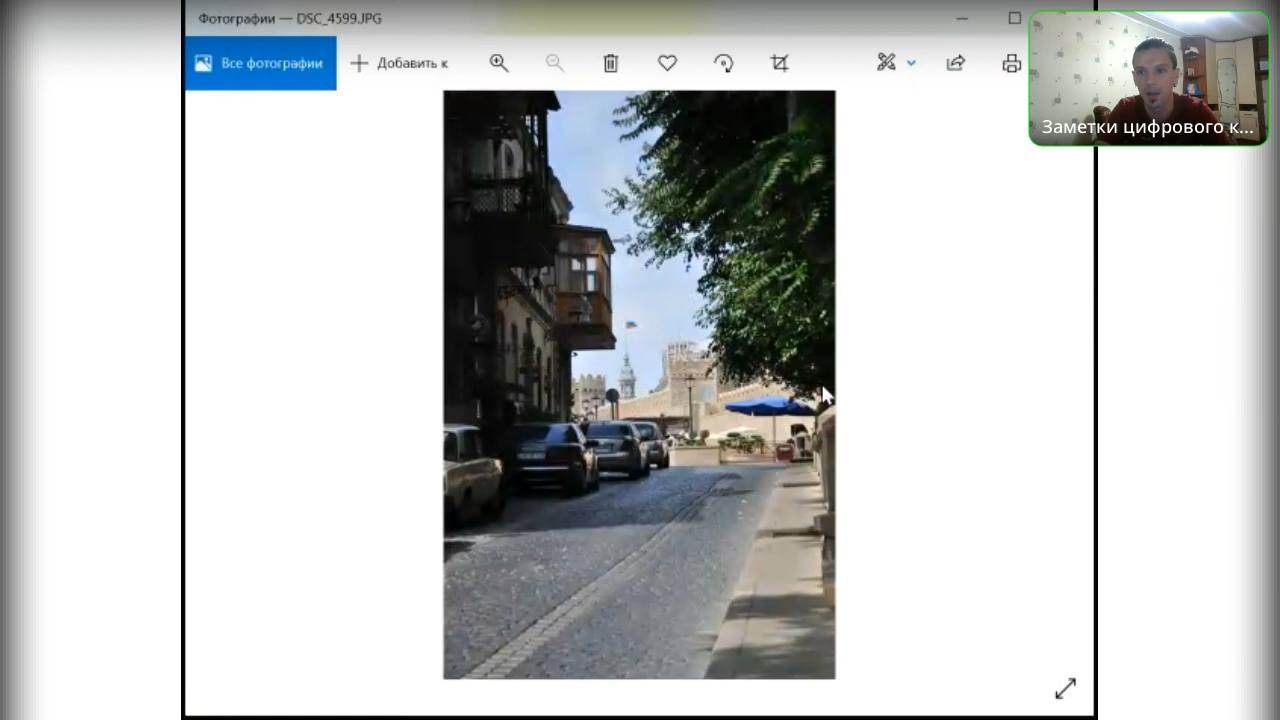 Фотографии — DSC_4599.JPG
Все фотографии
Добавить к
Заметки цифрового к...